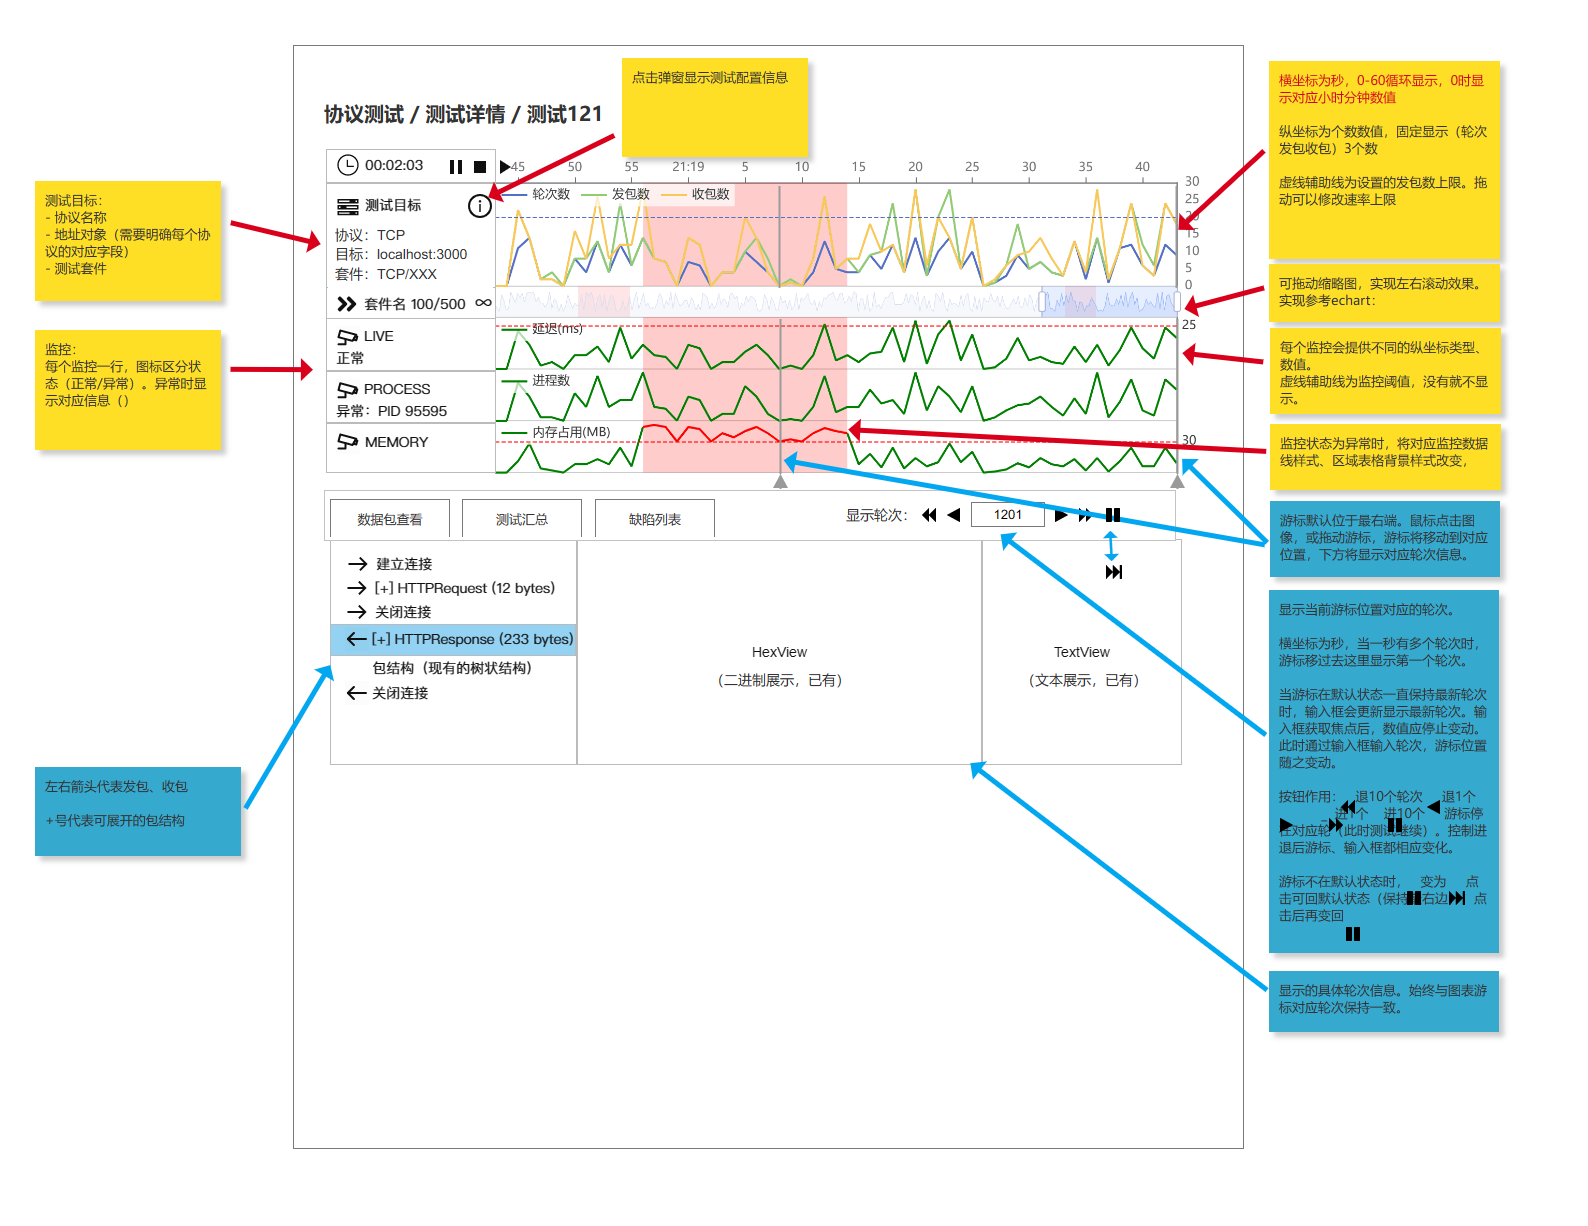 点击弹窗显示测试配置信息
协议测试 / 测试详情 / 测试121
00:02:03
45
50
55
21:19
5
10
15
20
25
30
35
40
测试目标
协议：TCP
目标：localhost:3000
套件：TCP/XXX
套件名 100/500
LIVE
正常
PROCESS
异常：PID 95595
MEMORY
轮次数
发包数
收包数
30
25
20
15
10
5
0
延迟(ms)
25
进程数
内存占用(MB)
30
数据包查看
测试汇总
缺陷列表
显示轮次：
1201
建立连接
[+] HTTPRequest (12 bytes)
关闭连接
[+] HTTPResponse (233 bytes)
包结构（现有的树状结构）
关闭连接
HexView
（二进制展示，已有）
TextView
（文本展示，已有）
测试目标：
- 协议名称
- 地址对象（需要明确每个协
议的对应字段）
- 测试套件
监控：
每个监控一行，图标区分状
态（正常/异常）。异常时显
示对应信息（）
左右箭头代表发包、收包
+号代表可展开的包结构
横坐标为秒，0-60循环显示，0时显
示对应小时分钟数值
纵坐标为个数数值，固定显示（轮次
发包收包）3个数
虚线辅助线为设置的发包数上限。拖
动可以修改速率上限
可拖动缩略图，实现左右滚动效果。
实现参考echart：
每个监控会提供不同的纵坐标类型、
数值。
虚线辅助线为监控阈值，没有就不显
示。
监控状态为异常时，将对应监控数据
线样式、区域表格背景样式改变，
游标默认位于最右端。鼠标点击图
像，或拖动游标，游标将移动到对应
位置，下方将显示对应轮次信息。
显示当前游标位置对应的轮次。
横坐标为秒，当一秒有多个轮次时，
游标移过去这里显示第一个轮次。
当游标在默认状态一直保持最新轮次
时，输入框会更新显示最新轮次。输
入框获取焦点后，数值应停止变动。
此时通过输入框输入轮次，游标位置
随之变动。
按钮作用： 退10个轮次 退1个
进1个 进10个 游标停
在对应轮（此时测试继续）。控制进
退后游标、输入框都相应变化。
游标不在默认状态时， 变为 点
击可回默认状态（保持 右边 点
击后再变回
显示的具体轮次信息。始终与图表游
标对应轮次保持一致。